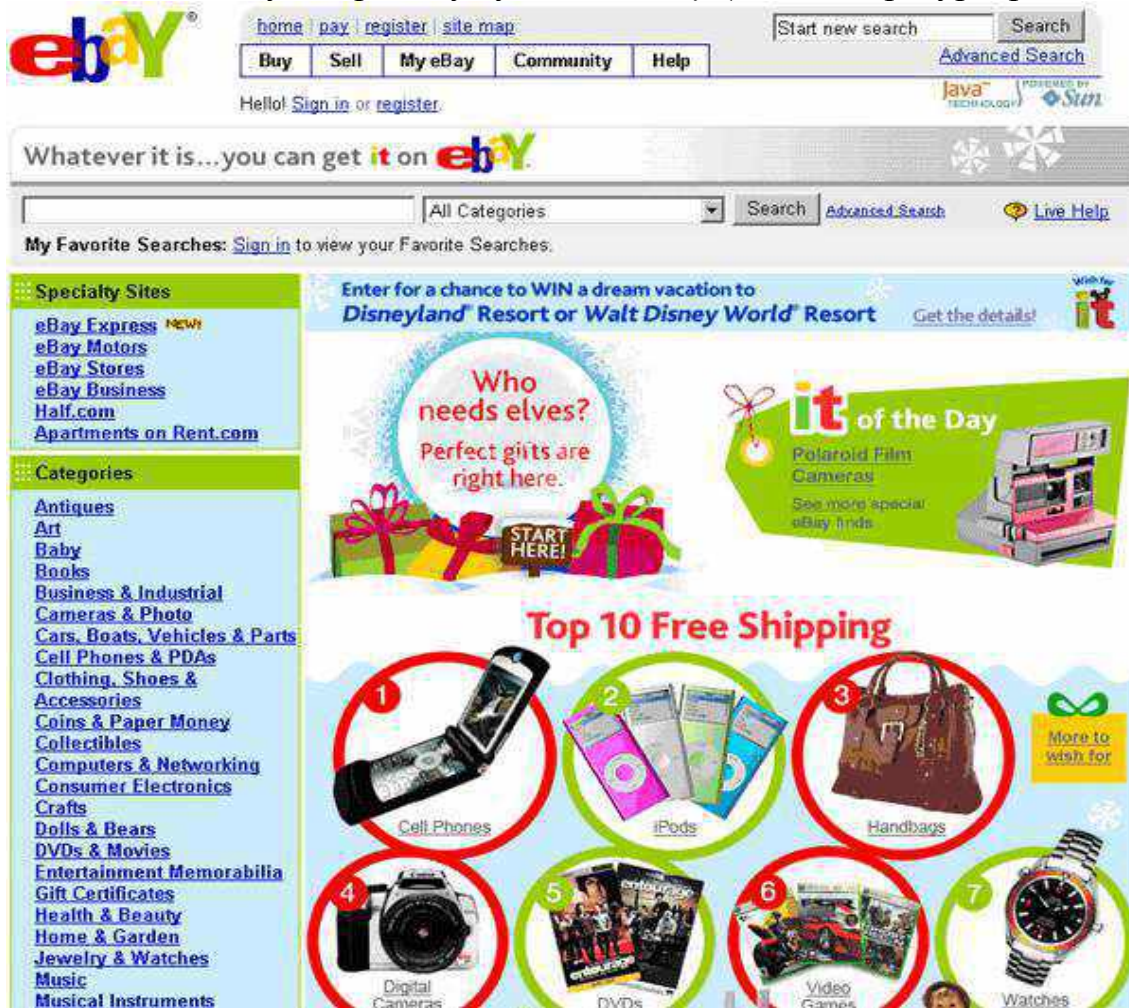 ebaY®
home | pay | register | site map
Start new search
Search
Buy Sell My eBay Community Help
Advanced Search
Hello! Sign in or register.
Java™ TECHNOLOGY
POWERED BY Sun
Whatever it is...you can get it on ebaY.
All Categories
Search
Advanced Search
Live Help
My Favorite Searches: Sign in to view your Favorite Searches.
Specialty Sites
eBay Express NEW!
eBay Motors
eBay Stores
eBay Business
Half.com
Apartments on Rent.com
Categories
Antiques
Art
Baby
Books
Business & Industrial
Cameras & Photo
Cars, Boats, Vehicles & Parts
Cell Phones & PDAs
Clothing, Shoes &
Accessories
Coins & Paper Money
Collectibles
Computers & Networking
Consumer Electronics
Crafts
Dolls & Bears
DVDs & Movies
Entertainment Memorabilia
Gift Certificates
Health & Beauty
Home & Garden
Jewelry & Watches
Music
Musical Instruments
Enter for a chance to WIN a dream vacation to
Disneyland® Resort or Walt Disney World® Resort
Get the details!
Wish for
it
Who
needs elves?
Perfect gifts are
right here.
START
HERE!
it of the Day
Polaroid Film
Cameras
See more special
eBay finds
Top 10 Free Shipping
1
Cell Phones
2
iPods
3
Handbags
More to
wish for
4
Digital
Cameras
5
entourage
entourage
DVDs
6
Video
Games
7
Watches